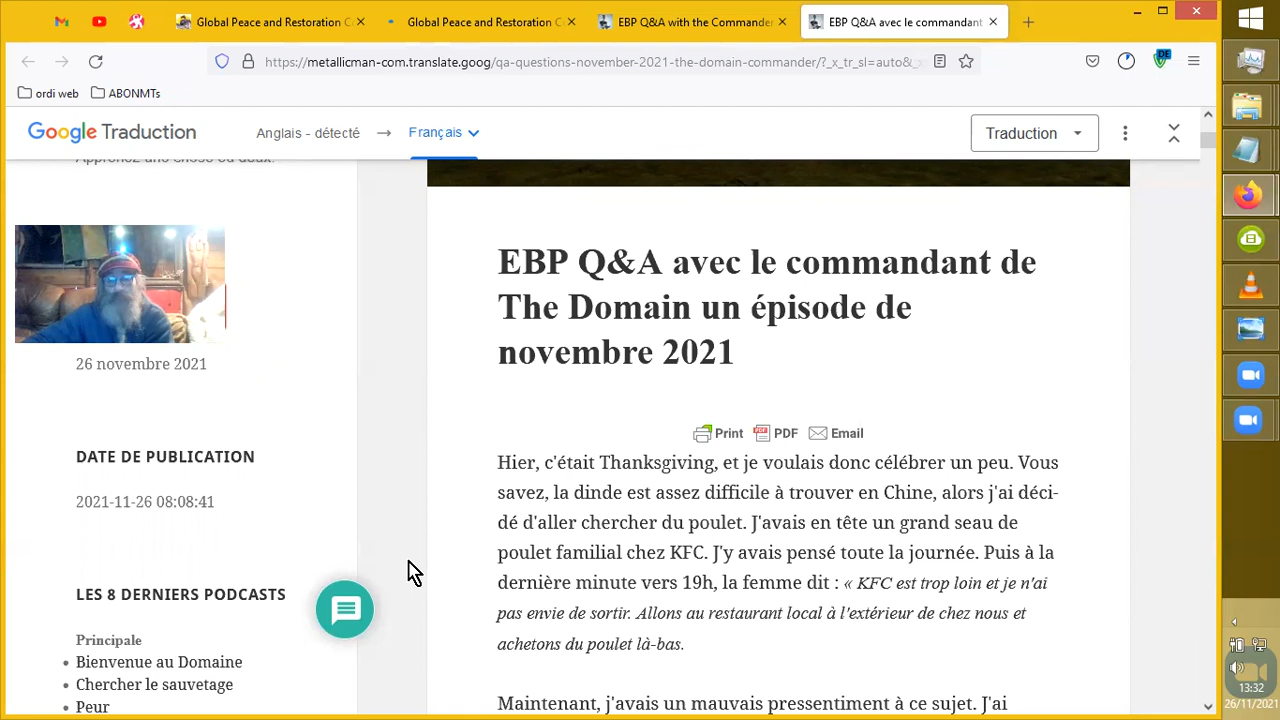 Global Peace and Restoration C
Global Peace and Restoration C
EBP Q&A with the Commander
EBP Q&A avec le commandant
https://metallicman-com.translate.goog/qa-questions-november-2021-the-domain-commander/?_x_tr_sl=auto&_x
DE
ordi web
ABONMTs
Google Traduction
Anglais - détecté
Français
Traduction
Apprenez une chose ou deux.
26 novembre 2021
DATE DE PUBLICATION
2021-11-26 08:08:41
LES 8 DERNIERS PODCASTS
Principale
Bienvenue au Domaine
Chercher le sauvetage
Peur
EBP Q&A avec le commandant de
The Domain un épisode de
novembre 2021
Print PDF Email
Hier, c'était Thanksgiving, et je voulais donc célébrer un peu. Vous
savez, la dinde est assez difficile à trouver en Chine, alors j'ai déci-
dé d'aller chercher du poulet. J'avais en tête un grand seau de
poulet familial chez KFC. J'y avais pensé toute la journée. Puis à la
dernière minute vers 19h, la femme dit : « KFC est trop loin et je n'ai
pas envie de sortir. Allons au restaurant local à l'extérieur de chez nous et
achetons du poulet là-bas.
Maintenant, j'avais un mauvais pressentiment à ce sujet. J'ai
13:32
26/11/2021